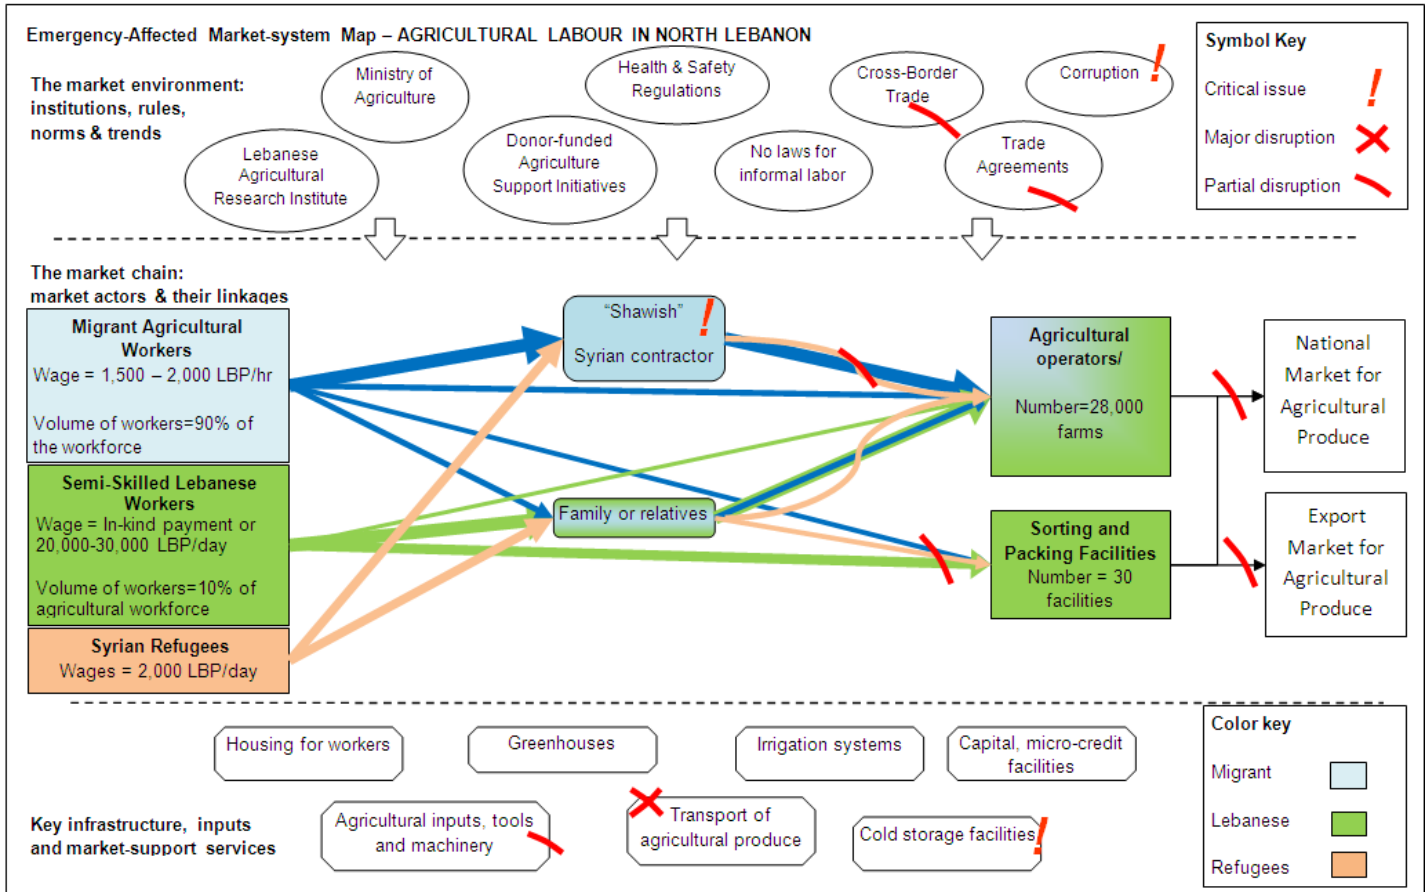 Emergency-Affected Market-system Map – AGRICULTURAL LABOUR IN NORTH LEBANON
The market environment:
institutions, rules,
norms & trends
Ministry of
Agriculture
Health & Safety
Regulations
Cross-Border
Trade
Corruption
Lebanese
Agricultural
Research Institute
Donor-funded
Agriculture
Support Initiatives
No laws for
informal labor
Trade
Agreements
Symbol Key
Critical issue
Major disruption
Partial disruption
The market chain:
market actors & their linkages
Migrant Agricultural
Workers
Wage = 1,500 – 2,000 LBP/hr
Volume of workers=90% of
the workforce
Semi-Skilled Lebanese
Workers
Wage = In-kind payment or
20,000-30,000 LBP/day
Volume of workers=10% of
agricultural workforce
Syrian Refugees
Wages = 2,000 LBP/day
“Shawish”
Syrian contractor
Family or relatives
Agricultural
operators/
Number=28,000
farms
Sorting and
Packing Facilities
Number = 30
facilities
National
Market for
Agricultural
Produce
Export
Market for
Agricultural
Produce
Housing for workers
Greenhouses
Irrigation systems
Capital, micro-credit
facilities
Key infrastructure, inputs
and market-support services
Agricultural inputs, tools
and machinery
Transport of
agricultural produce
Cold storage facilities
Color key
Migrant
Lebanese
Refugees